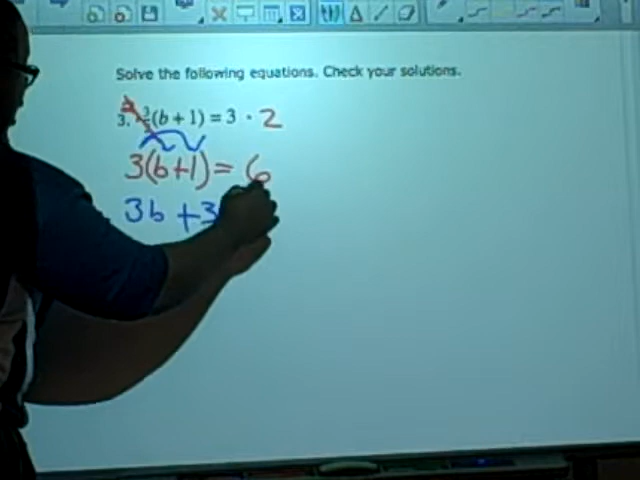 Solve the following equations. Check your solutions.
3. (b + 1) = 3 · 2
3(b+1) = 6
3b +3